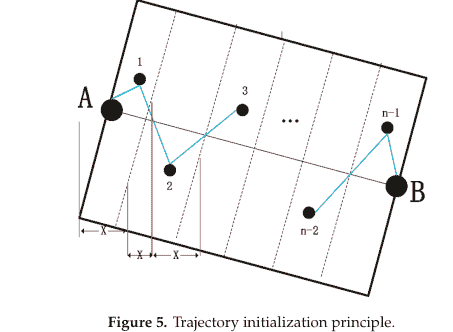 1
A
3
...
n-1
2
B
n-2
X
X
X
Figure 5. Trajectory initialization principle.